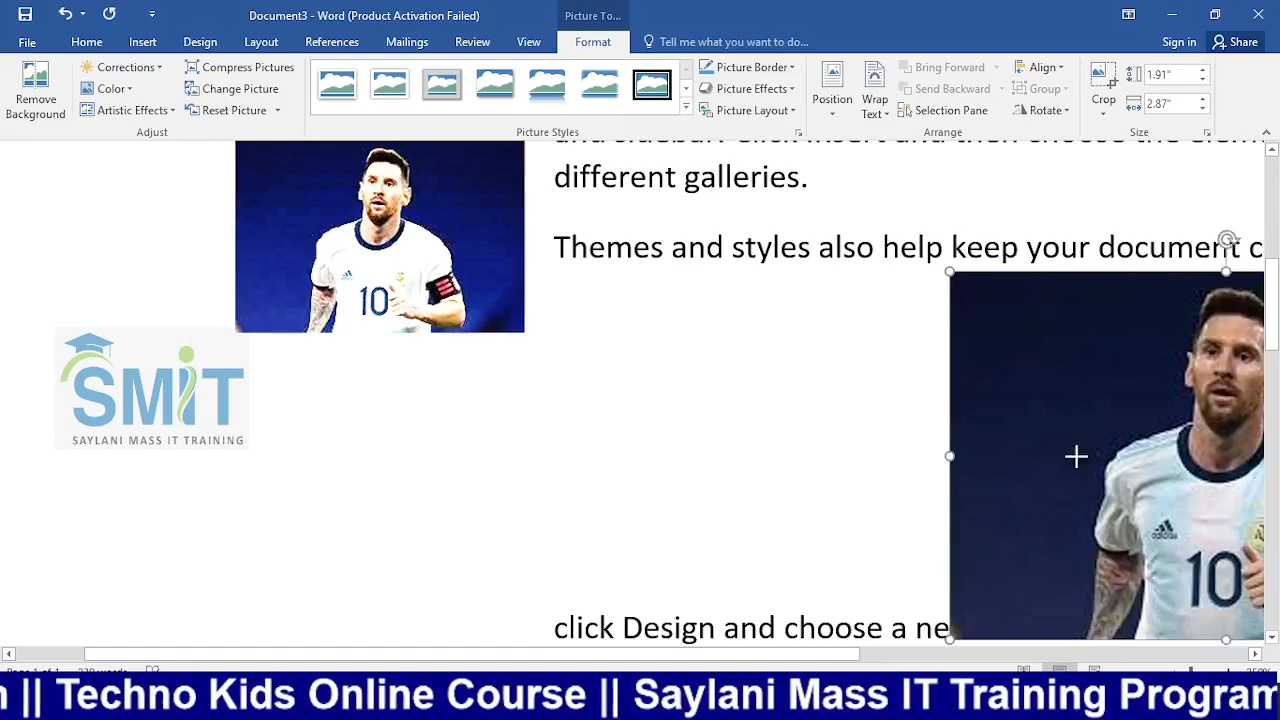 Document3 - Word (Product Activation Failed)
Picture To...
File
Home
Insert
Design
Layout
References
Mailings
Review
View
Format
Tell me what you want to do...
Sign in
Share
Remove Background
Corrections
Color
Artistic Effects
Compress Pictures
Change Picture
Reset Picture
Adjust
Picture Styles
Picture Border
Picture Effects
Picture Layout
Position
Wrap Text
Bring Forward
Send Backward
Selection Pane
Align
Group
Rotate
Arrange
Crop
1.91"
2.87"
Size
different galleries.
Themes and styles also help keep your document c
10
adidas
10
SMiT
SAYLANI MASS IT TRAINING
click Design and choose a ne
|| Techno Kids Online Course || Saylani Mass IT Training Program